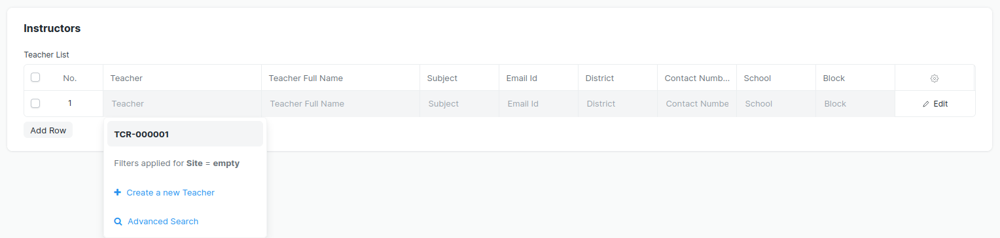 Instructors
Teacher List
No. Teacher Teacher Full Name Subject Email Id District Contact Numb... School Block
1 Teacher Teacher Full Name Subject Email Id District Contact Numbe School Block Edit
Add Row
TCR-000001
Filters applied for Site = empty
Create a new Teacher
Advanced Search